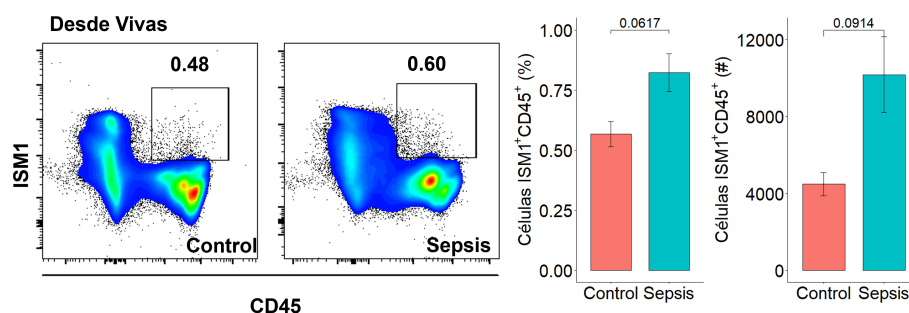 Desde Vivas
0.48
0.60
ISM1
Control
Sepsis
CD45
Células ISM1⁺CD45⁺ (%)
1.00
0.75
0.50
0.25
0.00
0.0617
Control Sepsis
Células ISM1⁺CD45⁺ (#)
12000
8000
4000
0
0.0914
Control Sepsis